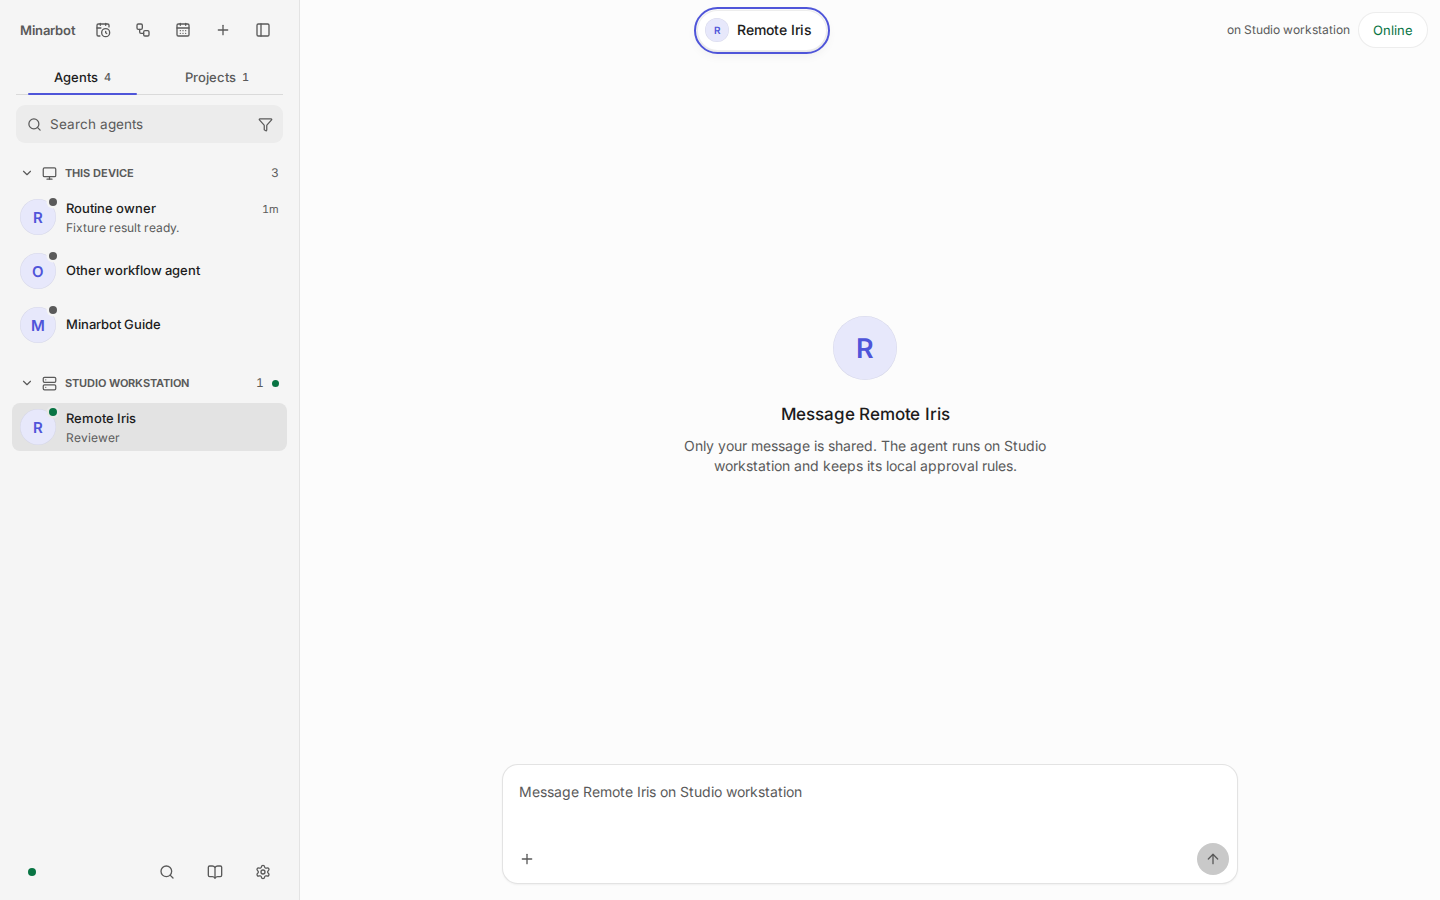 Minarbot
Agents 4
Projects 1
Search agents
THIS DEVICE 3
R
Routine owner 1m
Fixture result ready.
O
Other workflow agent
M
Minarbot Guide
STUDIO WORKSTATION 1
R
Remote Iris
Reviewer
R Remote Iris
on Studio workstation Online
R
Message Remote Iris
Only your message is shared. The agent runs on Studio
workstation and keeps its local approval rules.
Message Remote Iris on Studio workstation